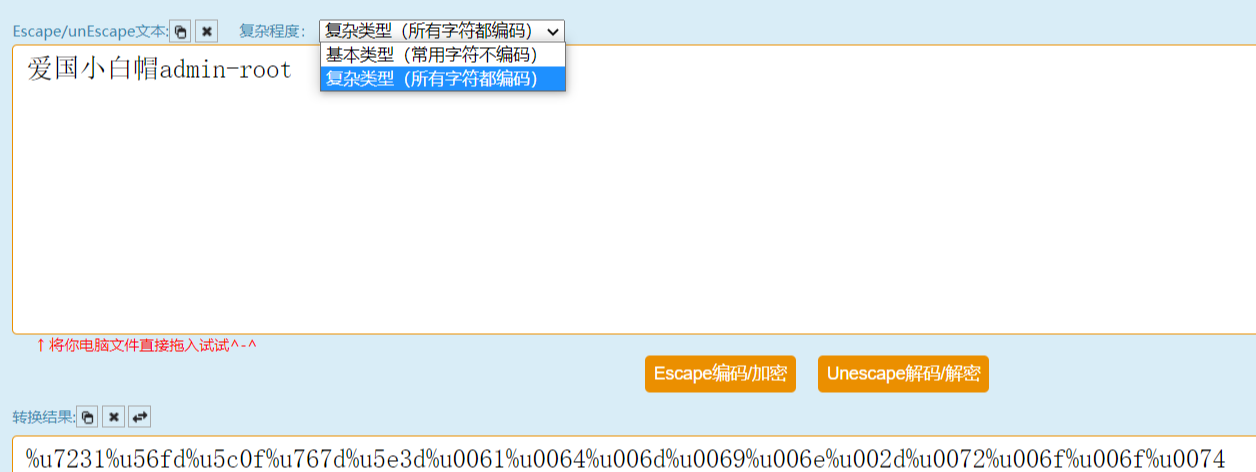 Escape/unEscape文本: 复杂程度： 复杂类型（所有字符都编码）
基本类型（常用字符不编码）
爱国小白帽admin-root
复杂类型（所有字符都编码）
↑将你电脑文件直接拖入试试^-^
Escape编码/加密 Unescape解码/解密
转换结果:
%u7231%u56fd%u5c0f%u767d%u5e3d%u0061%u0064%u006d%u0069%u006e%u002d%u0072%u006f%u006f%u0074